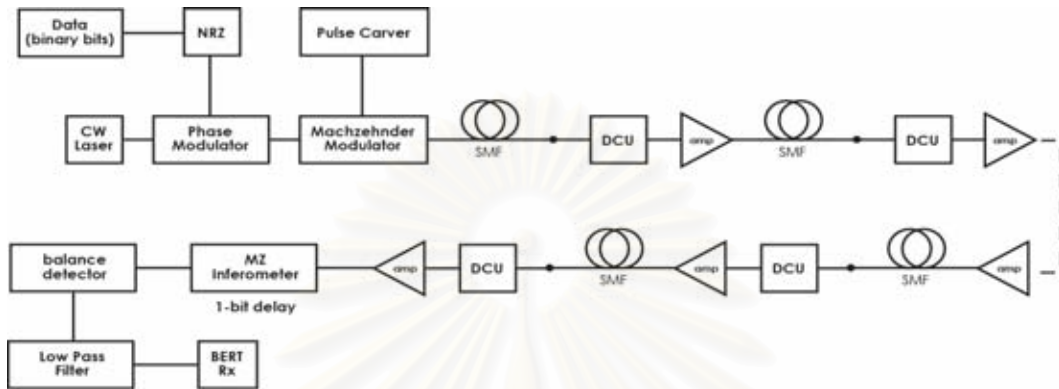 Data
(binary bits)
NRZ
Pulse Carver
CW
Laser
Phase
Modulator
Machzehnder
Modulator
SMF
DCU
amp
SMF
DCU
amp
balance
detector
MZ
Inferometer
1-bit delay
amp
DCU
SMF
amp
DCU
SMF
amp
Low Pass
Filter
BERT
Rx